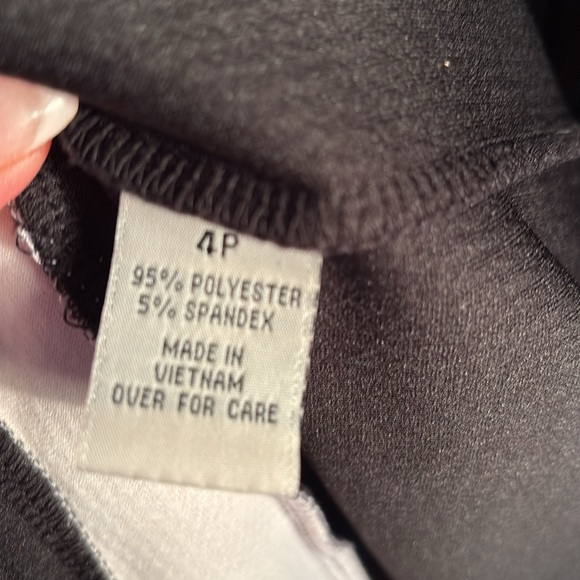 4P
95% POLYESTER
5% SPANDEX
MADE IN
VIETNAM
OVER FOR CARE